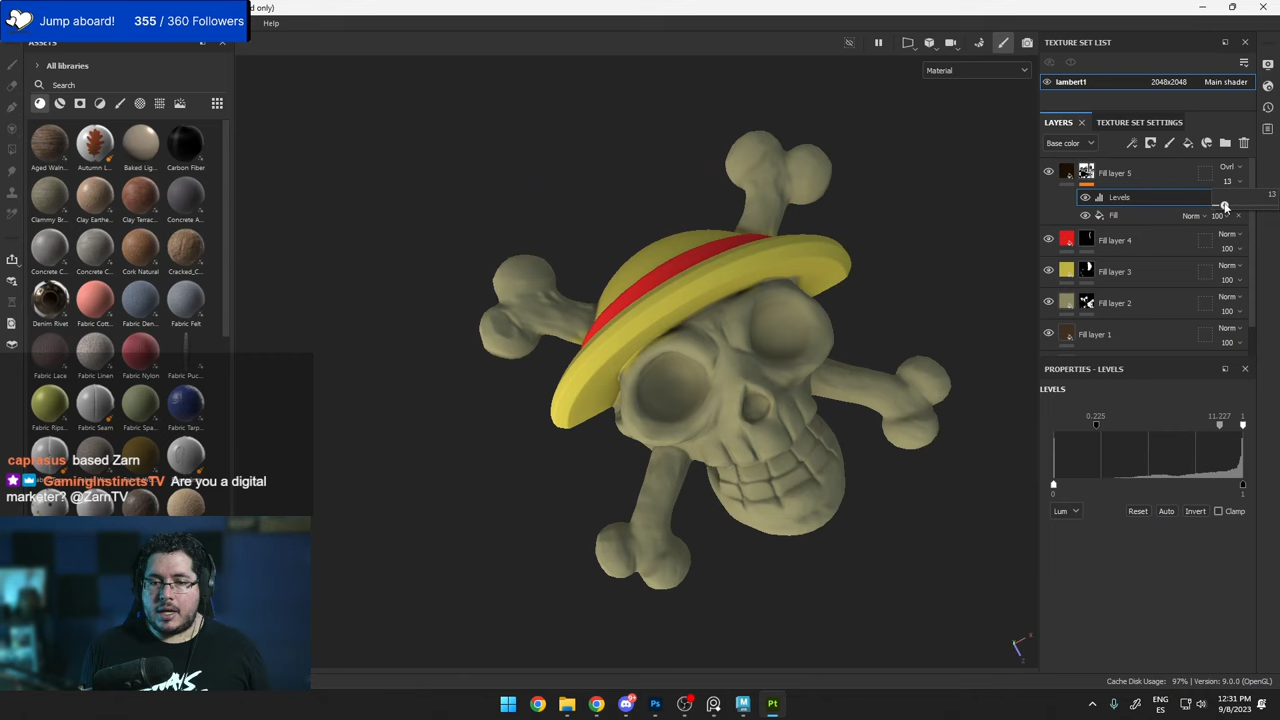 Jump aboard! 355 / 360 Followers
d only)
Help
ASSETS
All libraries
Search
Aged Waln... Autumn L... Baked Lig... Carbon Fiber
Clammy Br... Clay Earthe... Clay Terrac... Concrete A...
Concrete C... Concrete C... Cork Natural Cracked_C...
Denim Rivet Fabric Cott... Fabric Den... Fabric Felt
Fabric Lace Fabric Linen Fabric Nylon Fabric Puc...
Fabric Rips... Fabric Seam Fabric Spa... Fabric Tarp...
caprasus based Zarn
GamingInstinctsTV Are you a digital
marketer? @ZarnTV
Material
TEXTURE SET LIST
lambert1 2048x2048 Main shader
LAYERS TEXTURE SET SETTINGS
Base color
Fill layer 5 Ovrl
13
Levels 13
Fill Norm 100
Fill layer 4 Norm
100
Fill layer 3 Norm
100
Fill layer 2 Norm
100
Fill layer 1 Norm
100
PROPERTIES - LEVELS
LEVELS
0.225 11.227 1
0 1
Lum Reset Auto Invert Clamp
Cache Disk Usage: 97% | Version: 9.0.0 (OpenGL)
ENG
ES
12:31 PM
9/8/2023